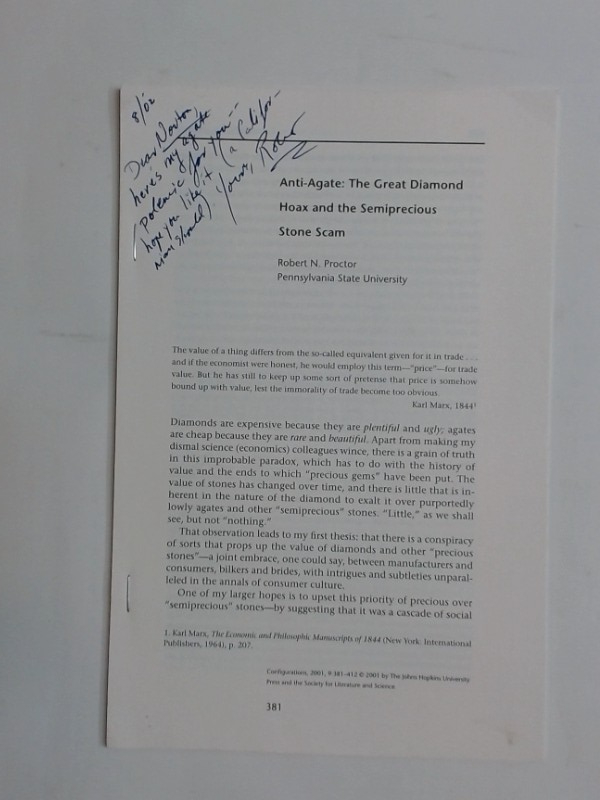 8/02
Dear Norton,
here's my agate
polemic for you--
(hope you like it (a Califor-
man should). Yours, Robert
Anti-Agate: The Great Diamond
Hoax and the Semiprecious
Stone Scam
Robert N. Proctor
Pennsylvania State University
The value of a thing differs from the so-called equivalent given for it in trade . . .
and if the economist were honest, he would employ this term—"price"—for trade
value. But he has still to keep up some sort of pretense that price is somehow
bound up with value, lest the immorality of trade become too obvious.
Karl Marx, 1844¹
Diamonds are expensive because they are plentiful and ugly; agates
are cheap because they are rare and beautiful. Apart from making my
dismal science (economics) colleagues wince, there is a grain of truth
in this improbable paradox, which has to do with the history of
value and the ends to which "precious gems" have been put. The
value of stones has changed over time, and there is little that is in-
herent in the nature of the diamond to exalt it over purportedly
lowly agates and other "semiprecious" stones. "Little," as we shall
see, but not "nothing."
That observation leads to my first thesis: that there is a conspiracy
of sorts that props up the value of diamonds and other "precious
stones"—a joint embrace, one could say, between manufacturers and
consumers, bilkers and brides, with intrigues and subtleties unparal-
leled in the annals of consumer culture.
One of my larger hopes is to upset this priority of precious over
"semiprecious" stones—by suggesting that it was a cascade of social
1. Karl Marx, The Economic and Philosophic Manuscripts of 1844 (New York: International
Publishers, 1964), p. 207.
Configurations, 2001, 9:381–412 © 2001 by The Johns Hopkins University
Press and the Society for Literature and Science.
381